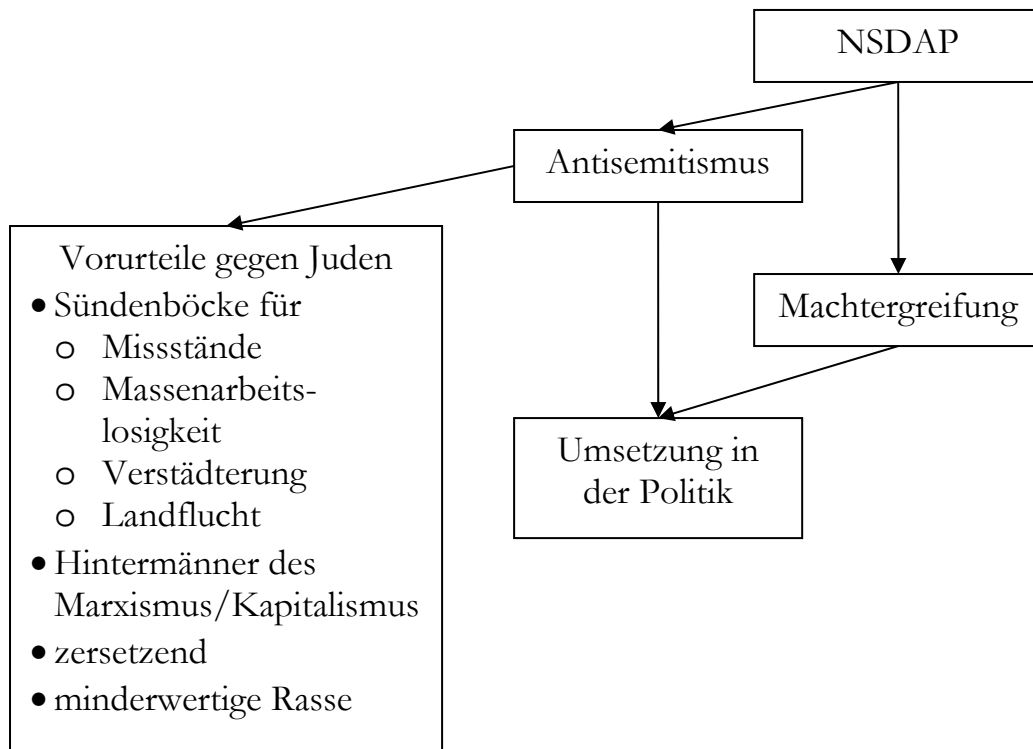 NSDAP
Antisemitismus
Vorurteile gegen Juden
• Sündenböcke für
o Missstände
o Massenarbeits-
losigkeit
o Verstädterung
o Landflucht
• Hintermänner des
Marxismus/Kapitalismus
• zersetzend
• minderwertige Rasse
Machtergreifung
Umsetzung in
der Politik